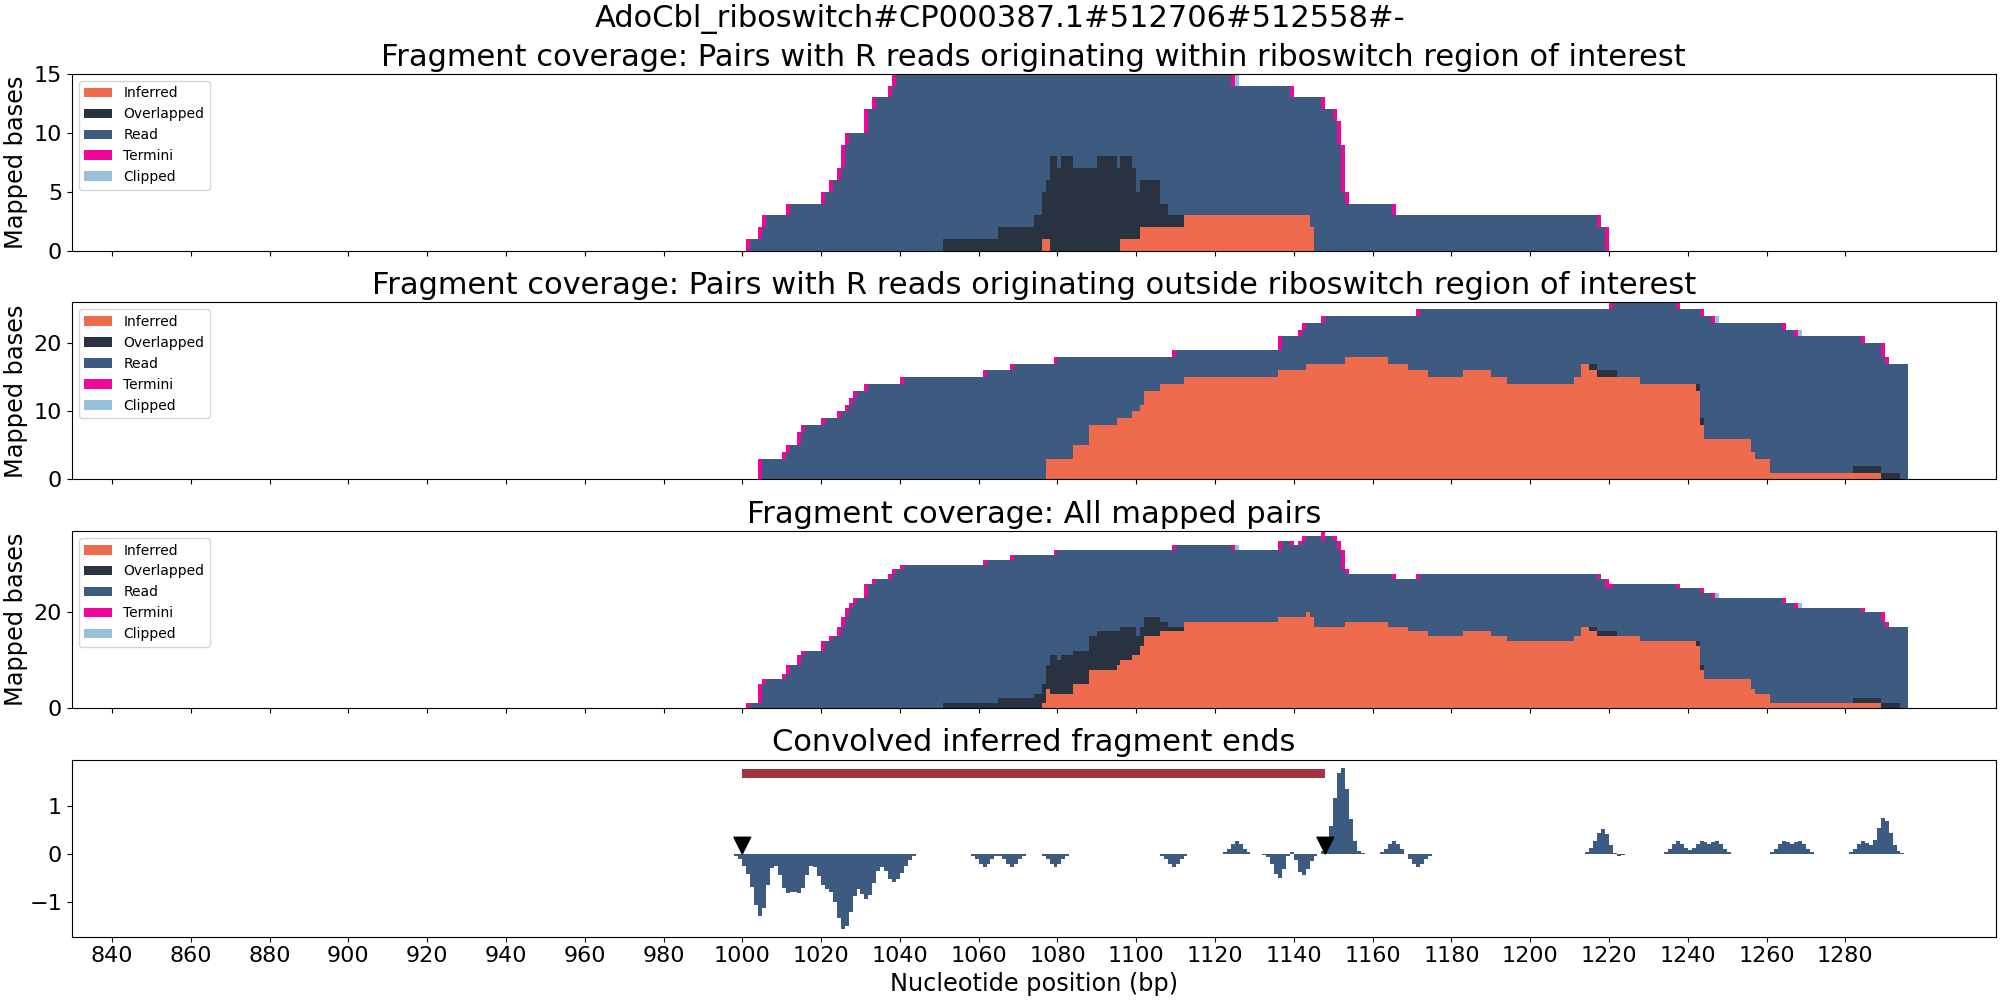 AdoCbl_riboswitch#CP000387.1#512706#512558#-
Fragment coverage: Pairs with R reads originating within riboswitch region of interest
15
10
5
0
Mapped bases
Inferred
Overlapped
Read
Termini
Clipped
Fragment coverage: Pairs with R reads originating outside riboswitch region of interest
20
10
0
Mapped bases
Inferred
Overlapped
Read
Termini
Clipped
Fragment coverage: All mapped pairs
20
0
Mapped bases
Inferred
Overlapped
Read
Termini
Clipped
Convolved inferred fragment ends
1
0
−1
840 860 880 900 920 940 960 980 1000 1020 1040 1060 1080 1100 1120 1140 1160 1180 1200 1220 1240 1260 1280
Nucleotide position (bp)